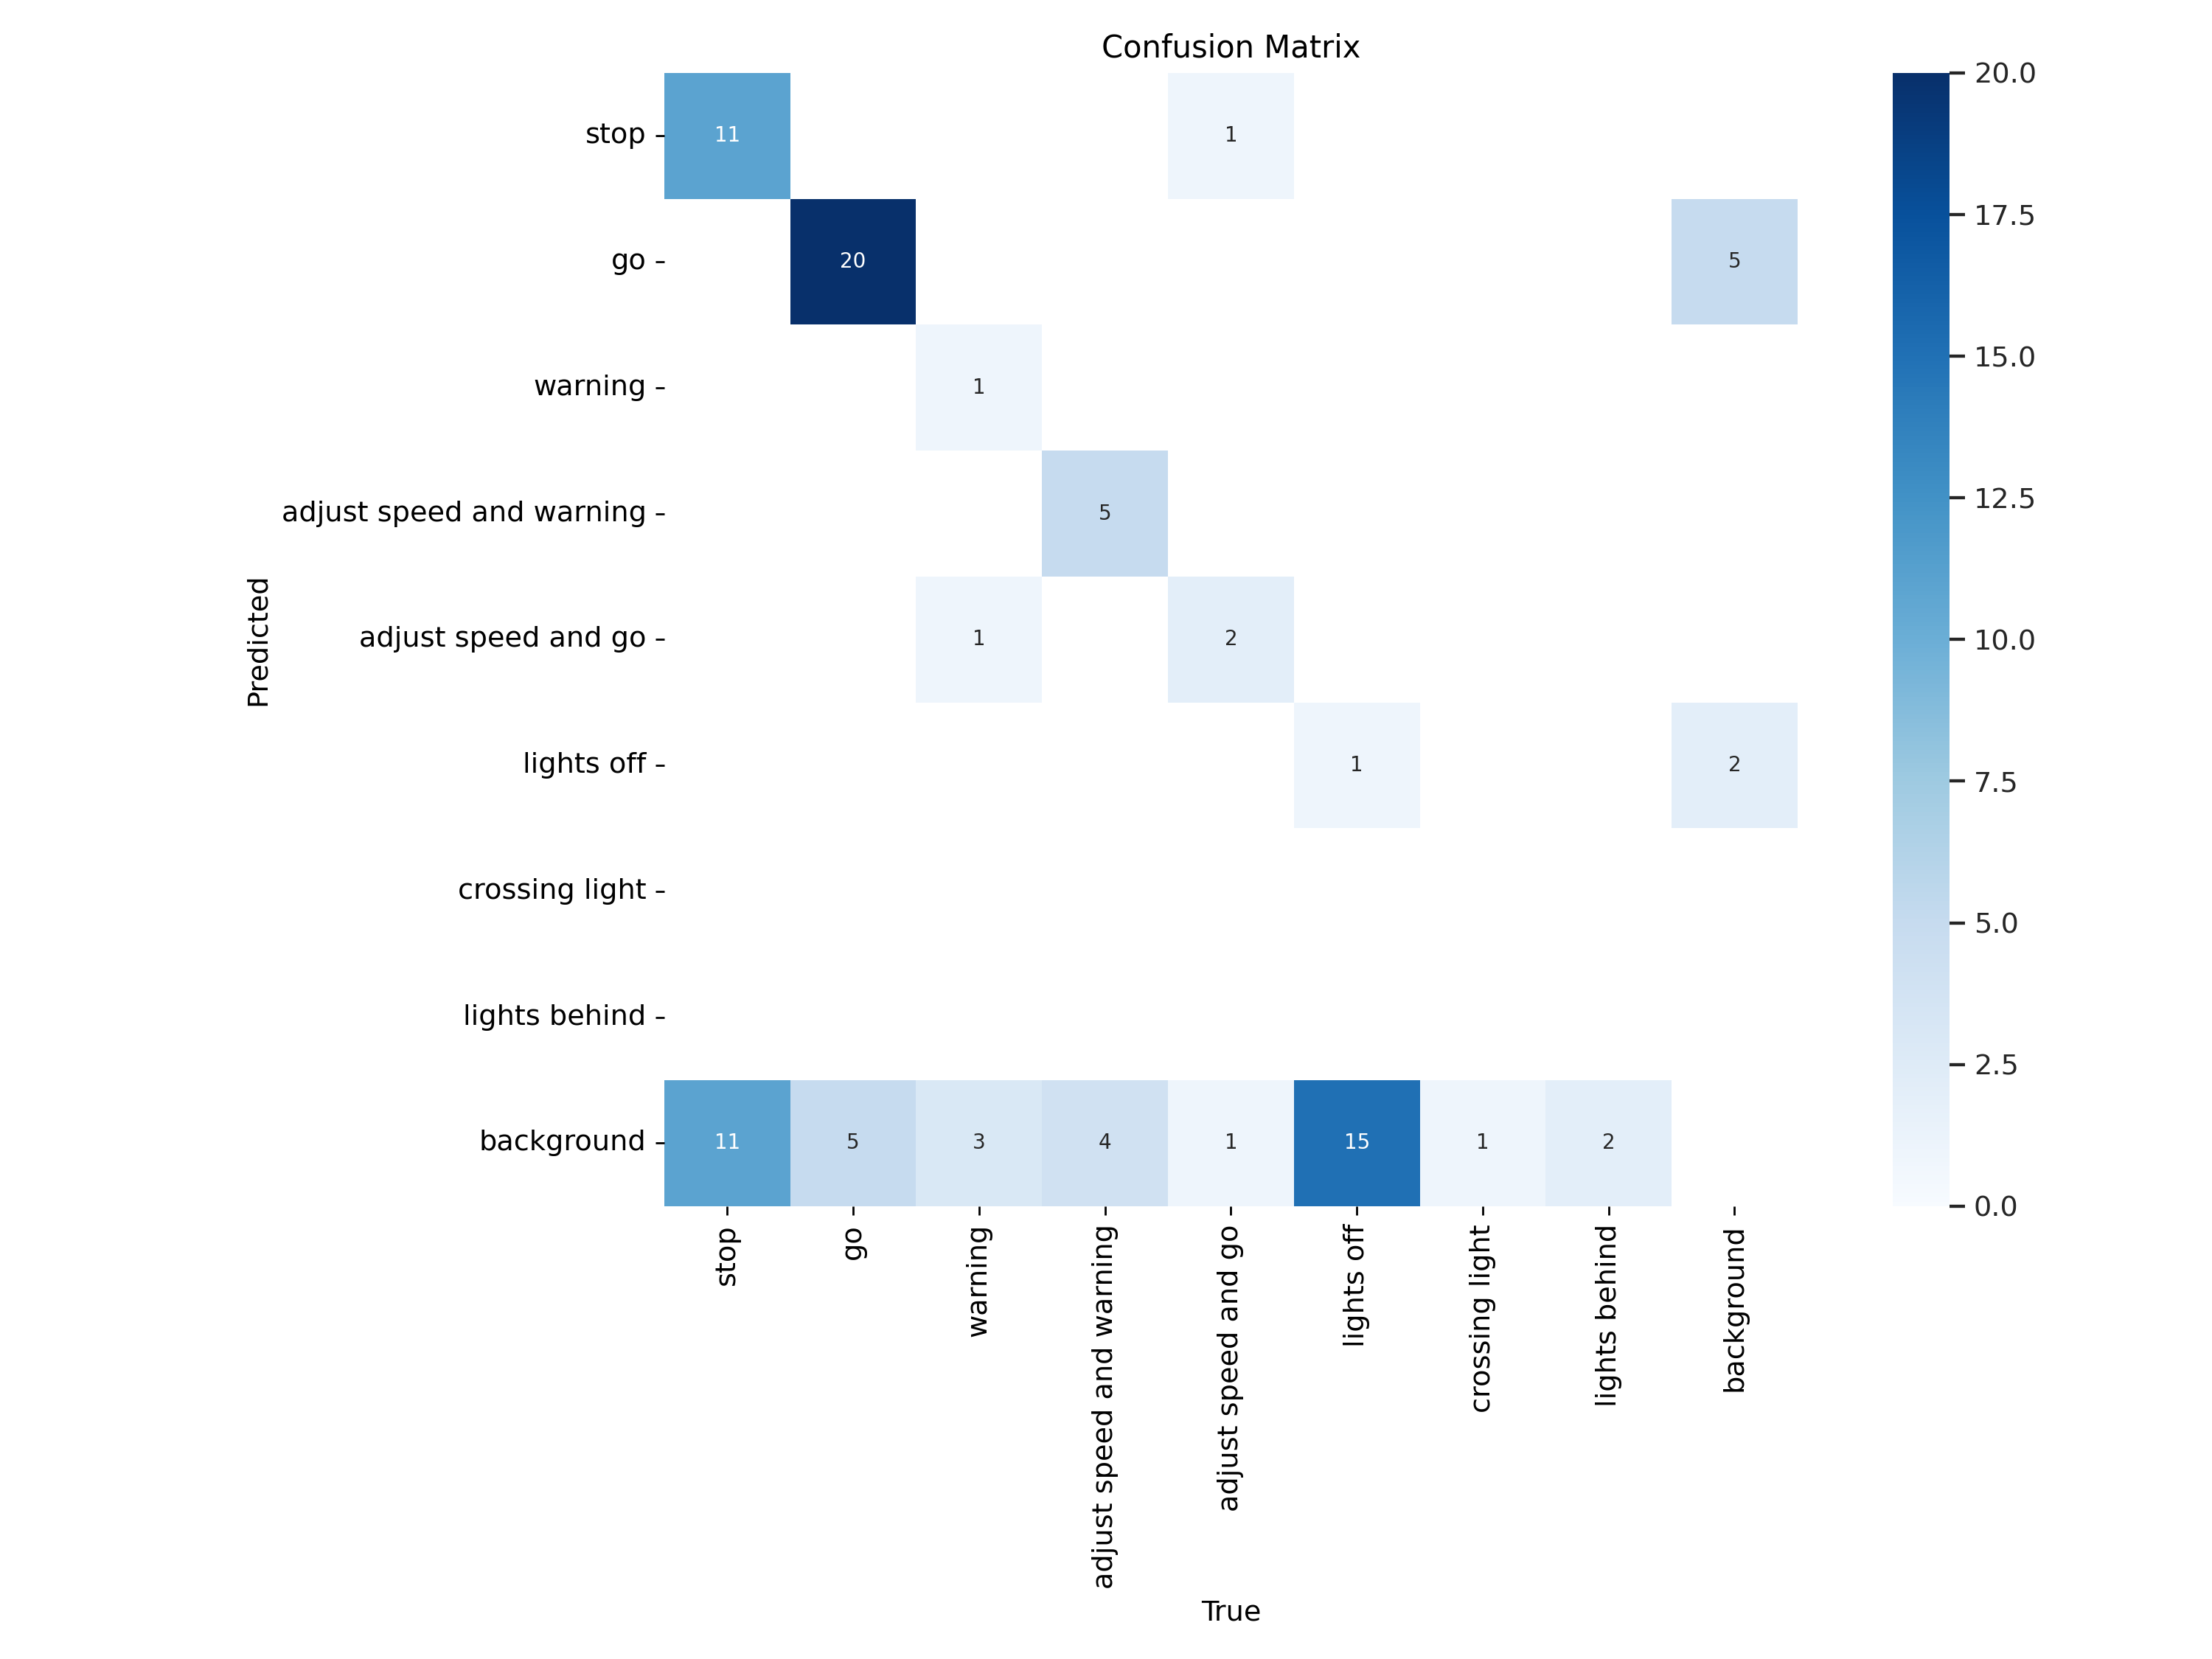 Confusion Matrix
stop
11
1
go
20
5
warning
1
adjust speed and warning
5
adjust speed and go
1
2
lights off
1
2
crossing light
lights behind
background
11
5
3
4
1
15
1
2
Predicted
stop
go
warning
adjust speed and warning
adjust speed and go
lights off
crossing light
lights behind
background
True
20.0
17.5
15.0
12.5
10.0
7.5
5.0
2.5
0.0